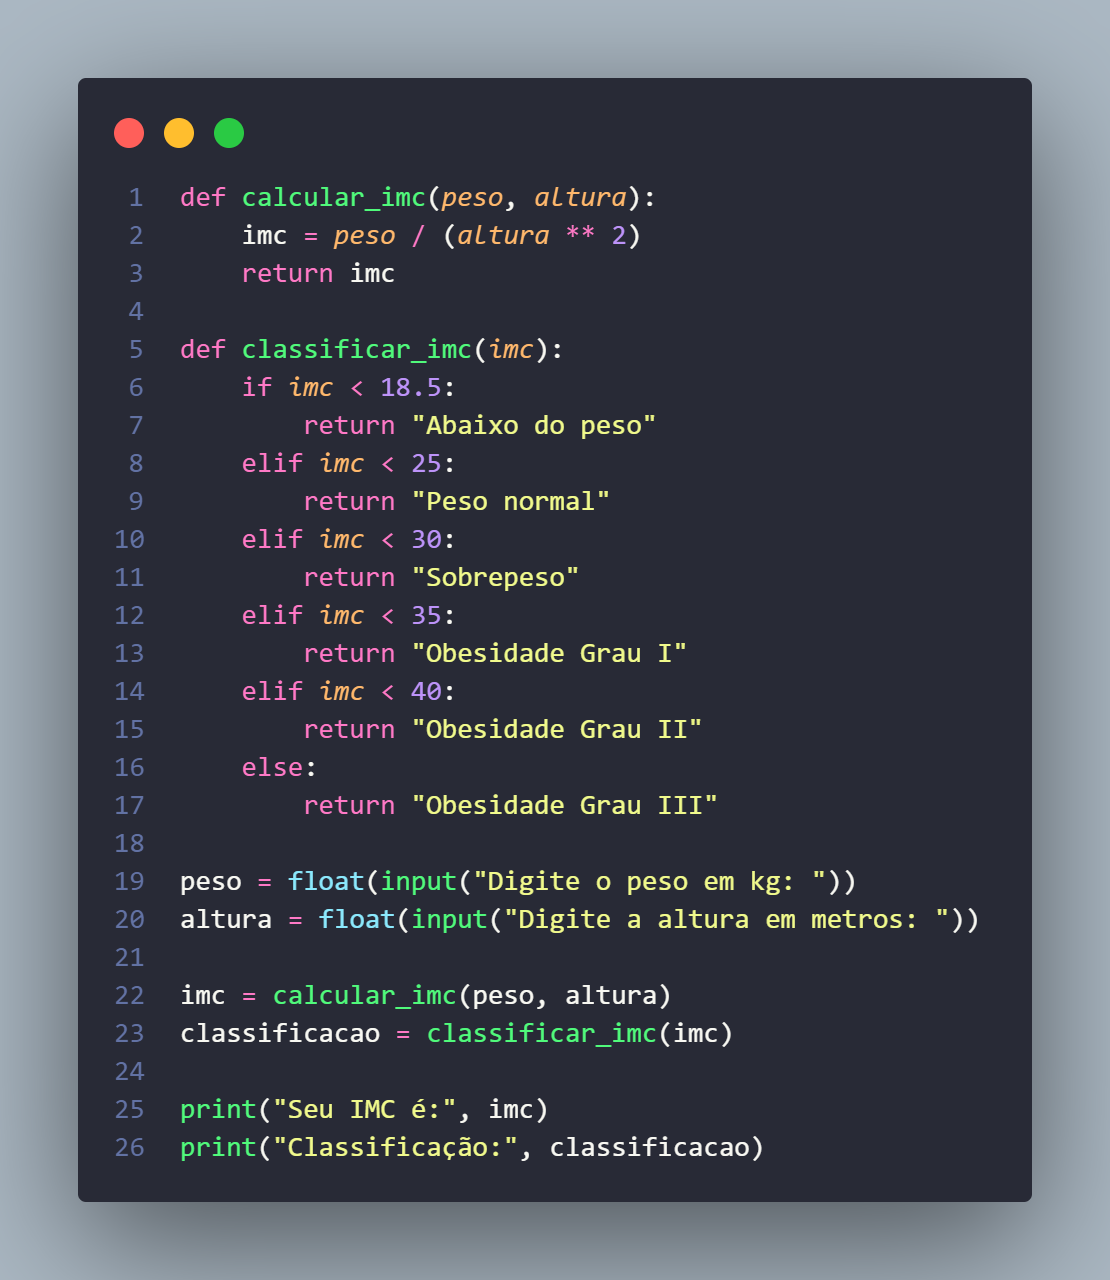 1 def calcular_imc(peso, altura):
2     imc = peso / (altura ** 2)
3     return imc
4
5 def classificar_imc(imc):
6     if imc < 18.5:
7         return "Abaixo do peso"
8     elif imc < 25:
9         return "Peso normal"
10     elif imc < 30:
11         return "Sobrepeso"
12     elif imc < 35:
13         return "Obesidade Grau I"
14     elif imc < 40:
15         return "Obesidade Grau II"
16     else:
17         return "Obesidade Grau III"
18
19 peso = float(input("Digite o peso em kg: "))
20 altura = float(input("Digite a altura em metros: "))
21
22 imc = calcular_imc(peso, altura)
23 classificacao = classificar_imc(imc)
24
25 print("Seu IMC é:", imc)
26 print("Classificação:", classificacao)